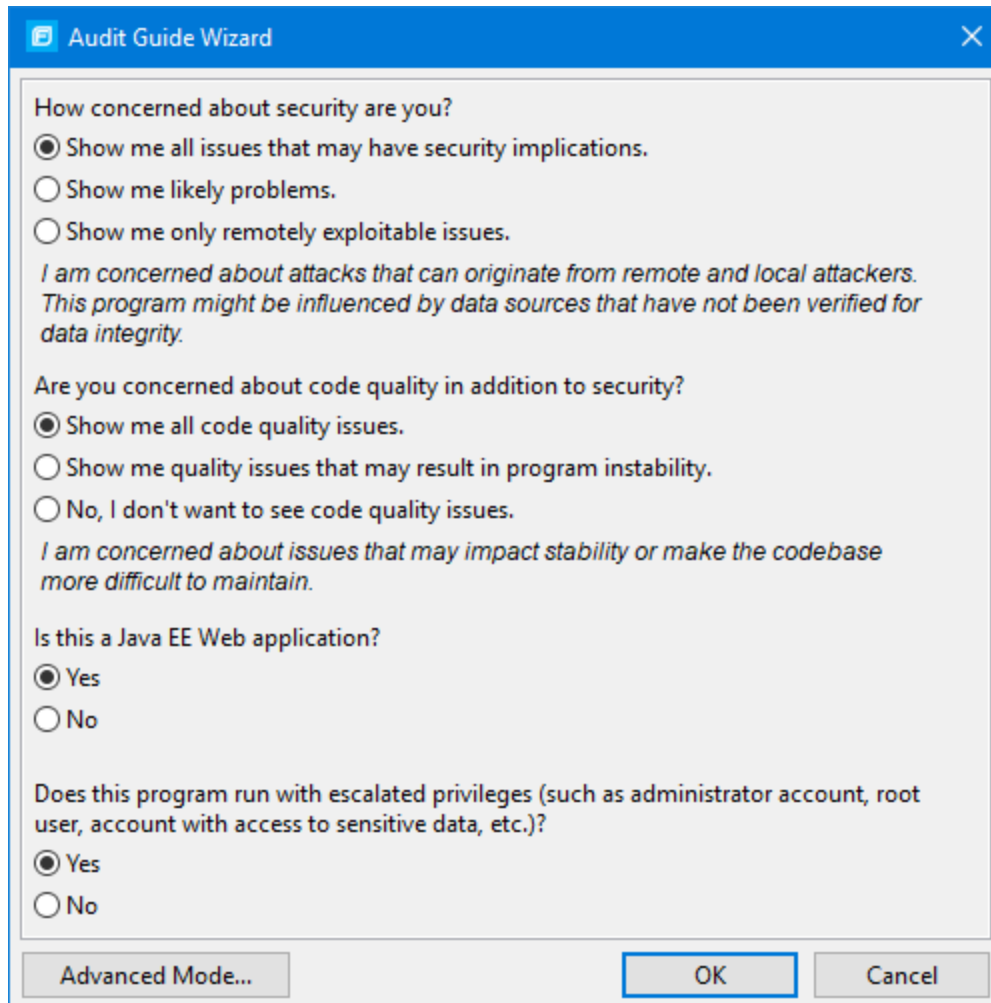 Audit Guide Wizard
How concerned about security are you?
Show me all issues that may have security implications.
Show me likely problems.
Show me only remotely exploitable issues.
I am concerned about attacks that can originate from remote and local attackers.
This program might be influenced by data sources that have not been verified for
data integrity.
Are you concerned about code quality in addition to security?
Show me all code quality issues.
Show me quality issues that may result in program instability.
No, I don't want to see code quality issues.
I am concerned about issues that may impact stability or make the codebase
more difficult to maintain.
Is this a Java EE Web application?
Yes
No
Does this program run with escalated privileges (such as administrator account, root
user, account with access to sensitive data, etc.)?
Yes
No
Advanced Mode... OK Cancel